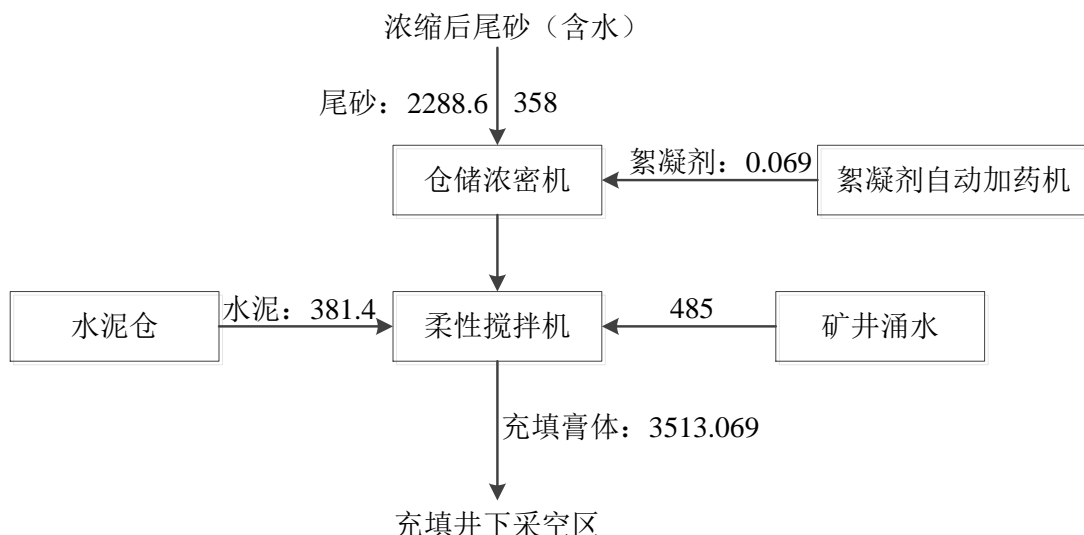 浓缩后尾砂（含水）
尾砂：2288.6 358
仓储浓密机
絮凝剂：0.069
絮凝剂自动加药机
水泥仓
水泥：381.4
柔性搅拌机
485
矿井涌水
充填膏体：3513.069
充填井下采空区